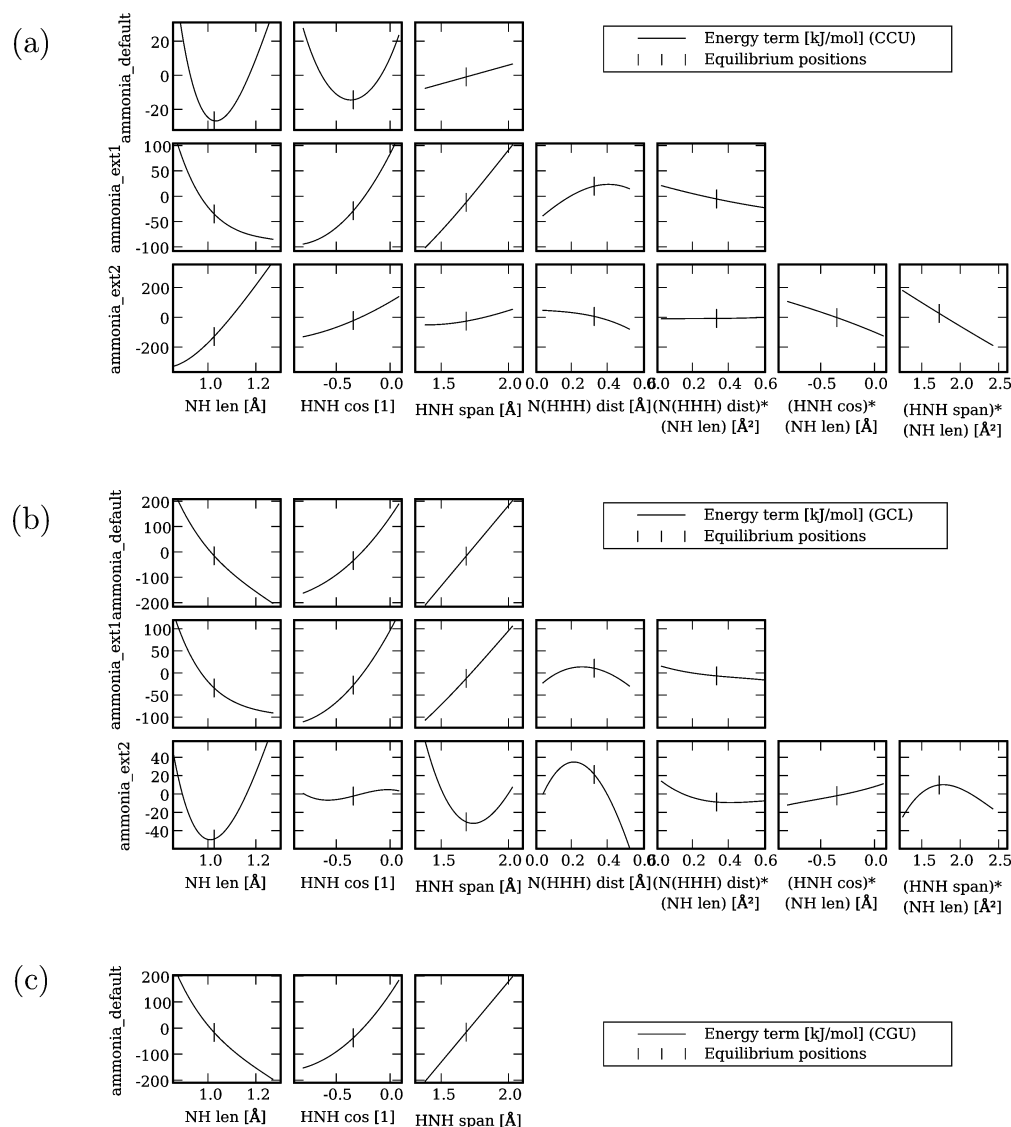 (a)
ammonia_default
20
0
-20
Energy term [kJ/mol] (CCU)
Equilibrium positions
ammonia_ext1
100
50
0
-50
-100
ammonia_ext2
200
0
-200
1.0 1.2 -0.5 0.0 1.5 2.0 0.0 0.2 0.4 0.6 0.0 0.2 0.4 0.6 -0.5 0.0 1.5 2.0 2.5
NH len [Å] HNH cos [1] HNH span [Å] N(HHH) dist [Å] (N(HHH) dist)* (HNH cos)* (HNH span)*
(NH len) [Å²] (NH len) [Å] (NH len) [Å²]
(b)
ammonia_default
200
100
0
-100
-200
Energy term [kJ/mol] (GCL)
Equilibrium positions
ammonia_ext1
100
50
0
-50
-100
ammonia_ext2
40
20
0
-20
-40
1.0 1.2 -0.5 0.0 1.5 2.0 0.0 0.2 0.4 0.6 0.0 0.2 0.4 0.6 -0.5 0.0 1.5 2.0 2.5
NH len [Å] HNH cos [1] HNH span [Å] N(HHH) dist [Å] (N(HHH) dist)* (HNH cos)* (HNH span)*
(NH len) [Å²] (NH len) [Å] (NH len) [Å²]
(c)
ammonia_default
200
100
0
-100
-200
Energy term [kJ/mol] (CGU)
Equilibrium positions
1.0 1.2 -0.5 0.0 1.5 2.0
NH len [Å] HNH cos [1] HNH span [Å]